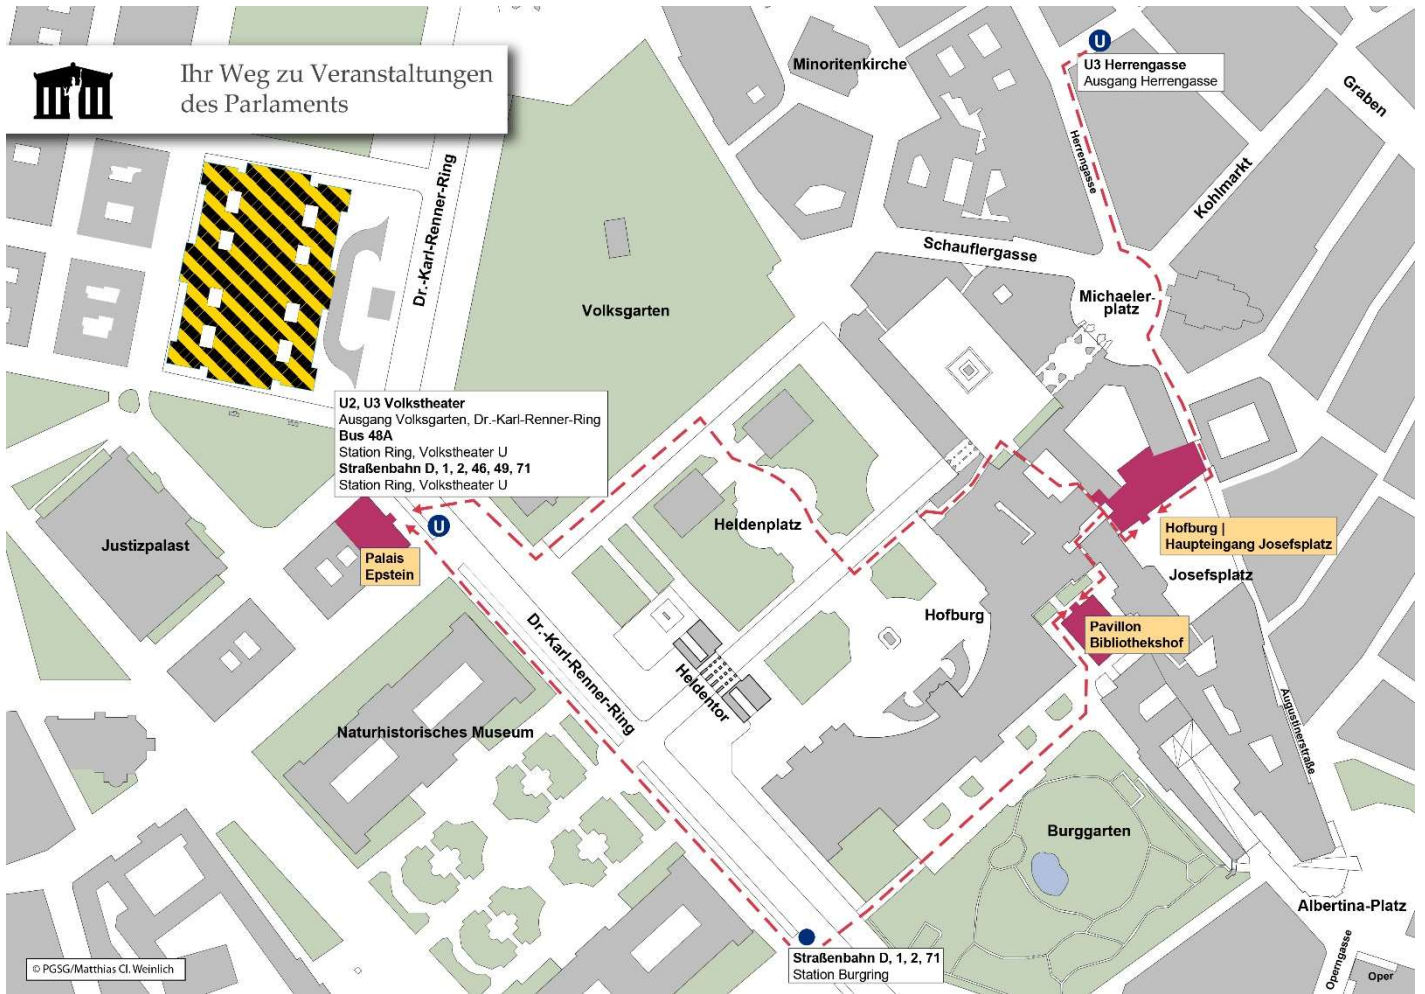 Ihr Weg zu Veranstaltungen
des Parlaments
Minoritenkirche
U
U3 Herrengasse
Ausgang Herrengasse
Graben
Herrengasse
Kohlmarkt
Dr.-Karl-Renner-Ring
Schauflergasse
Michaeler-
platz
Volksgarten
U2, U3 Volkstheater
Ausgang Volksgarten, Dr.-Karl-Renner-Ring
Bus 48A
Station Ring, Volkstheater U
Straßenbahn D, 1, 2, 46, 49, 71
Station Ring, Volkstheater U
U
Heldenplatz
Hofburg |
Haupteingang Josefsplatz
Justizpalast
Palais
Epstein
Josefsplatz
Hofburg
Pavillon
Bibliothekshof
Dr.-Karl-Renner-Ring
Heldentor
Augustinerstraße
Naturhistorisches Museum
Burggarten
Albertina-Platz
Straßenbahn D, 1, 2, 71
Station Burgring
Operngasse
Oper
© PGSG/Matthias Cl. Weinlich